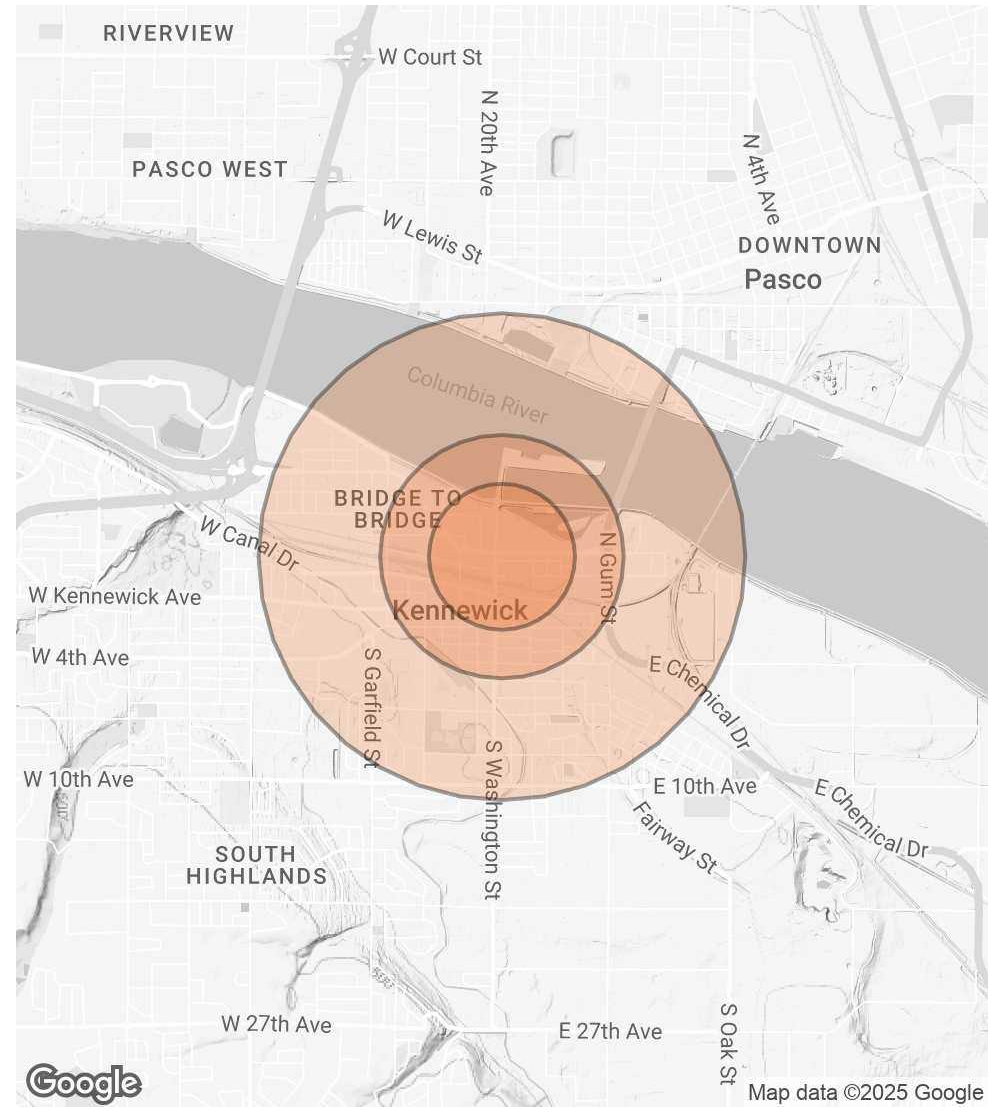 RIVERVIEW
W Court St
N 20th Ave
N 4th Ave
PASCO WEST
W Lewis St
DOWNTOWN
Pasco
Columbia River
BRIDGE TO
BRIDGE
W Canal Dr
N Gum St
W Kennewick Ave
Kennewick
W 4th Ave
S Garfield St
E Chemical Dr
S Washington St
W 10th Ave
E 10th Ave
E Chemical Dr
Fairway St
SOUTH
HIGHLANDS
W 27th Ave
E 27th Ave
S Oak St
Google
Map data ©2025 Google